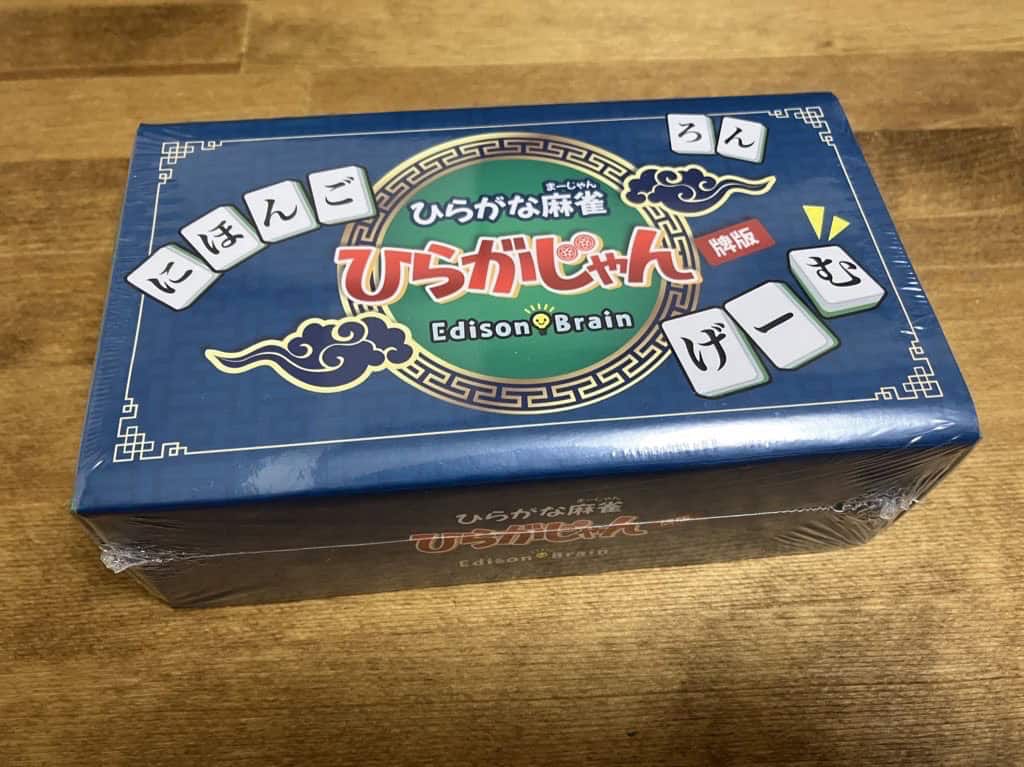 ろん
にほんご
まーじゃん
ひらがな麻雀
ひらがじゃん
牌版
Edison Brain
げーむ
まーじゃん
ひらがな麻雀
ひらがじゃん
Edison Brain